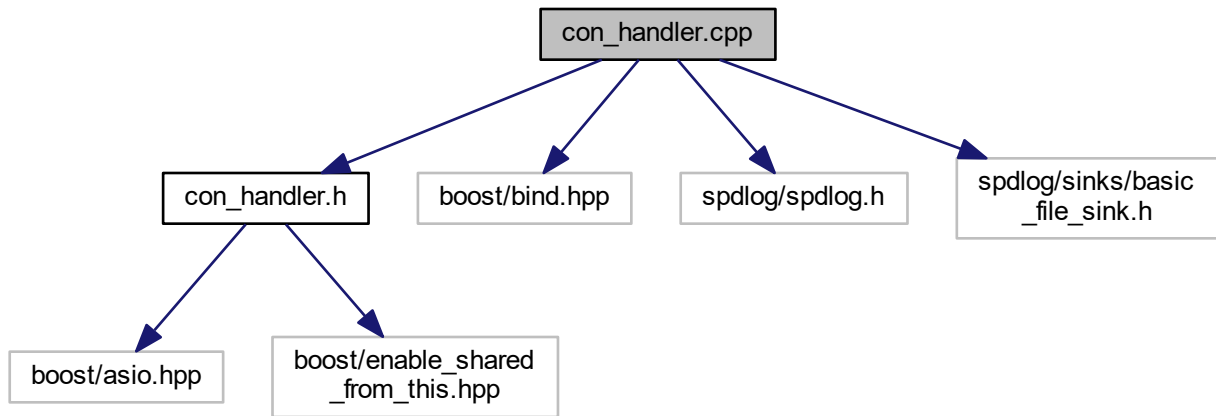 con_handler.cpp
con_handler.h
boost/bind.hpp
spdlog/spdlog.h
spdlog/sinks/basic
_file_sink.h
boost/asio.hpp
boost/enable_shared
_from_this.hpp